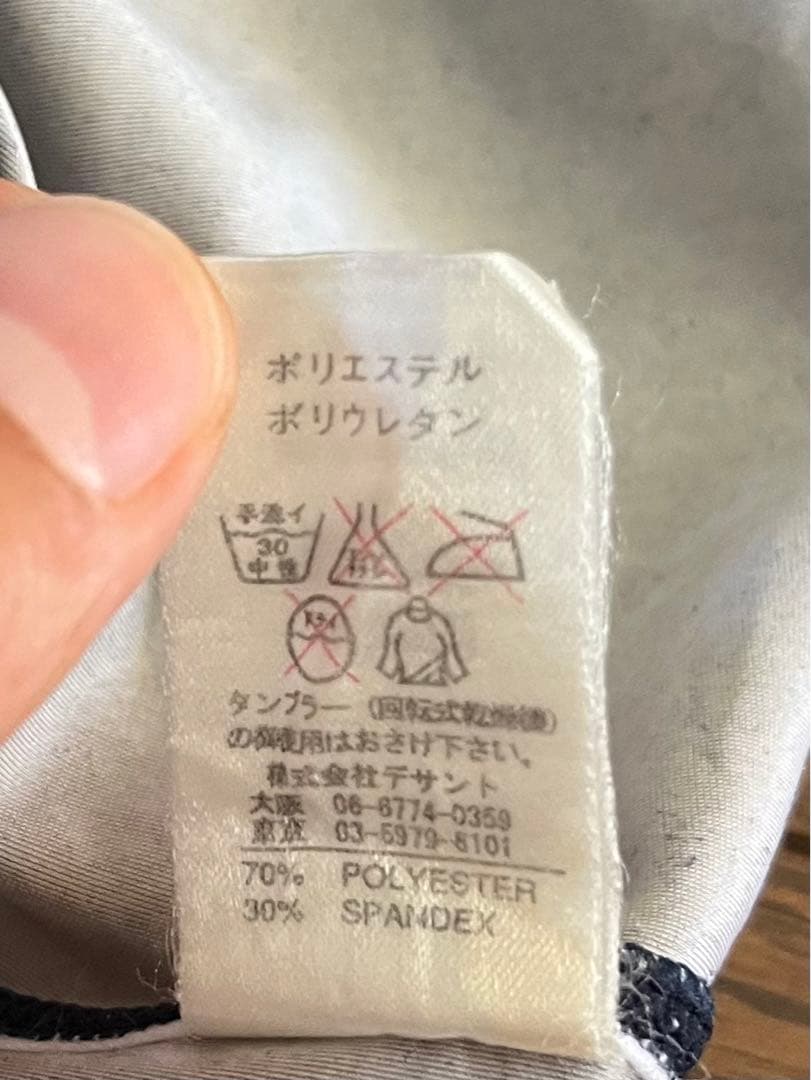 ポリエステル
ポリウレタン
手洗イ
30
中性
ドライ
タンブラー(回転式乾燥機)
の御使用はおさけ下さい。
株式会社デサント
大阪 06-6774-0359
東京 03-5979-6101
70% POLYESTER
30% SPANDEX